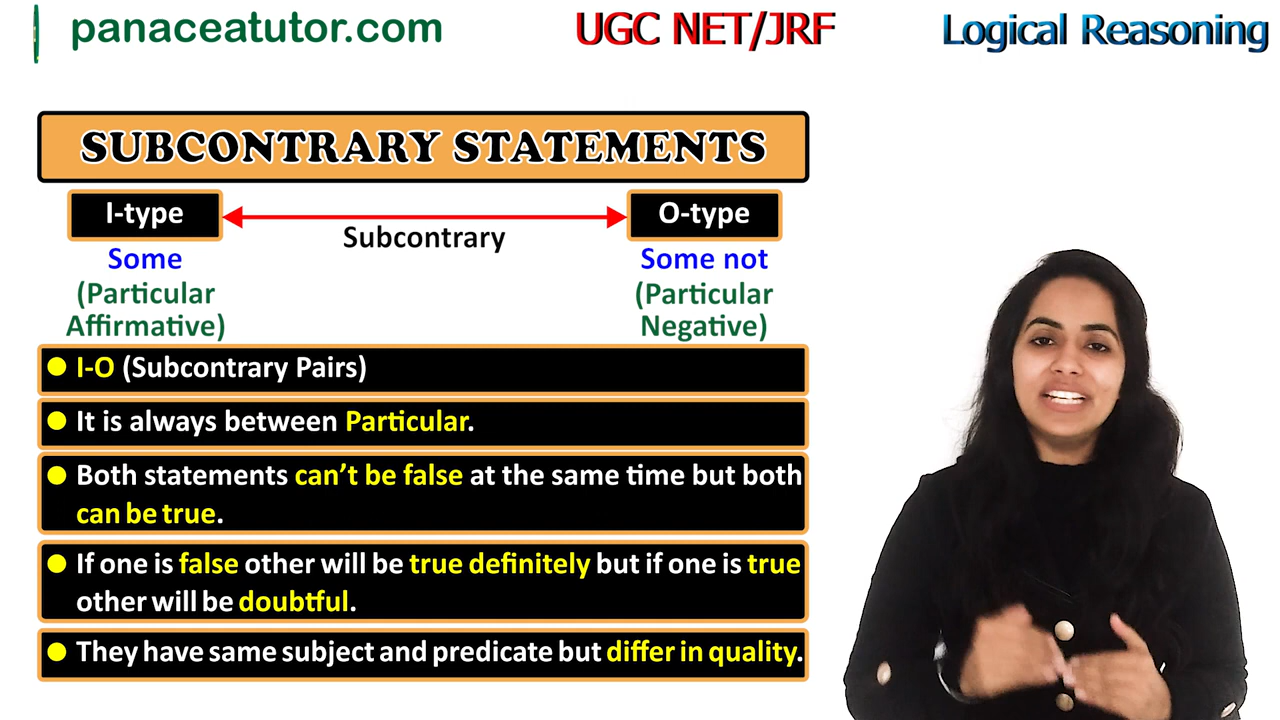 panaceatutor.com
UGC NET/JRF
Logical Reasoning
SUBCONTRARY STATEMENTS
I-type
O-type
Subcontrary
Some
Some not
(Particular
Affirmative)
(Particular
Negative)
I-O (Subcontrary Pairs)
It is always between Particular.
Both statements can't be false at the same time but both
can be true.
If one is false other will be true definitely but if one is true
other will be doubtful.
They have same subject and predicate but differ in quality.